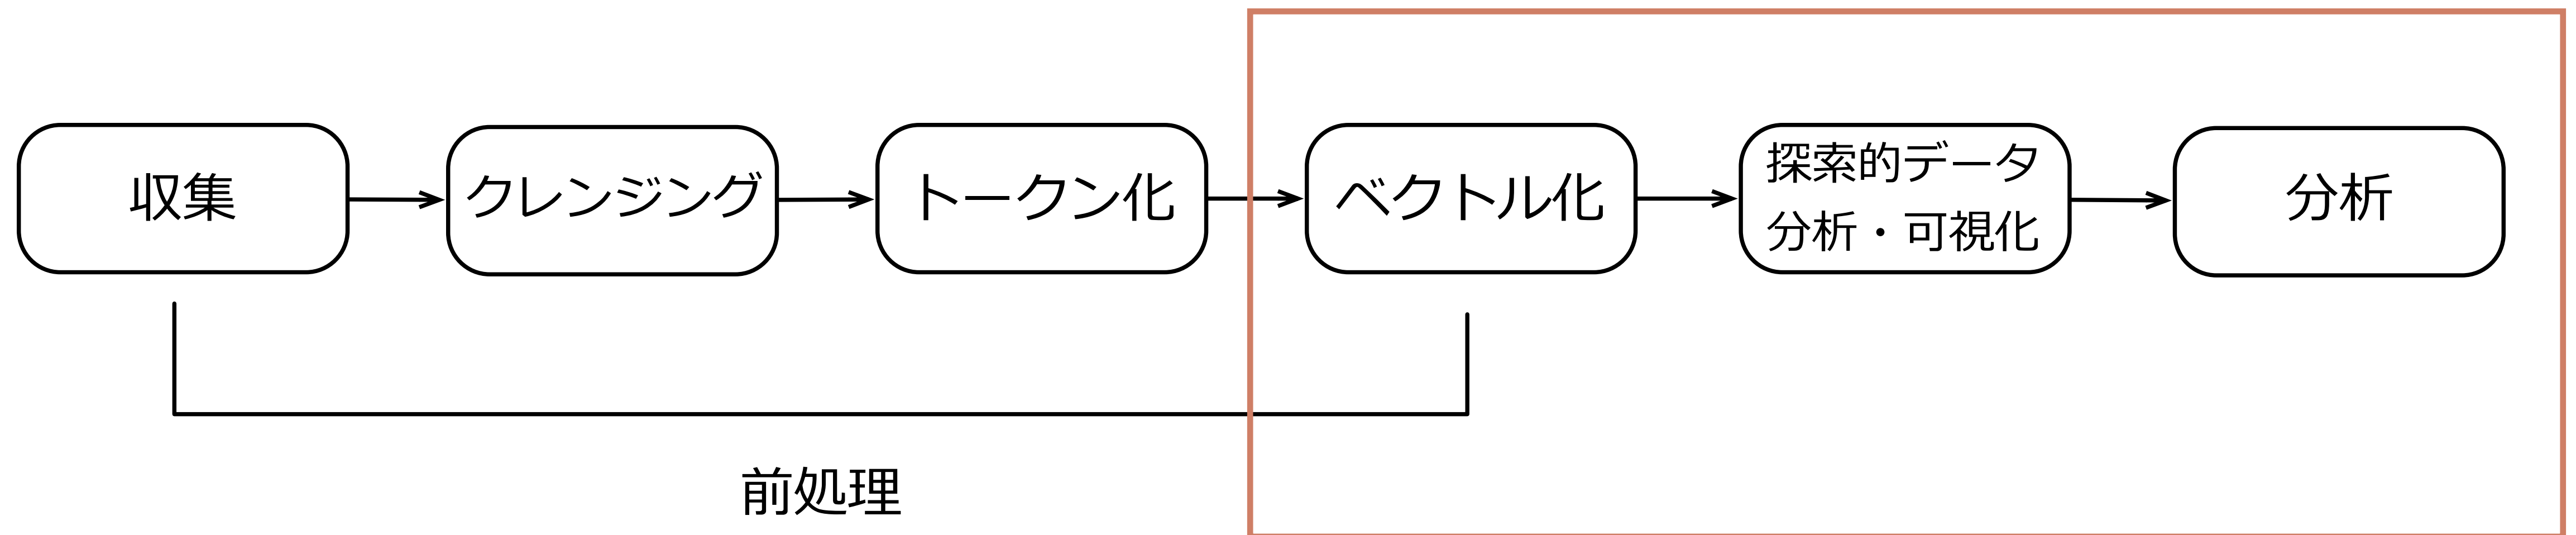 収集
クレンジング
トークン化
ベクトル化
探索的データ
分析・可視化
分析
前処理